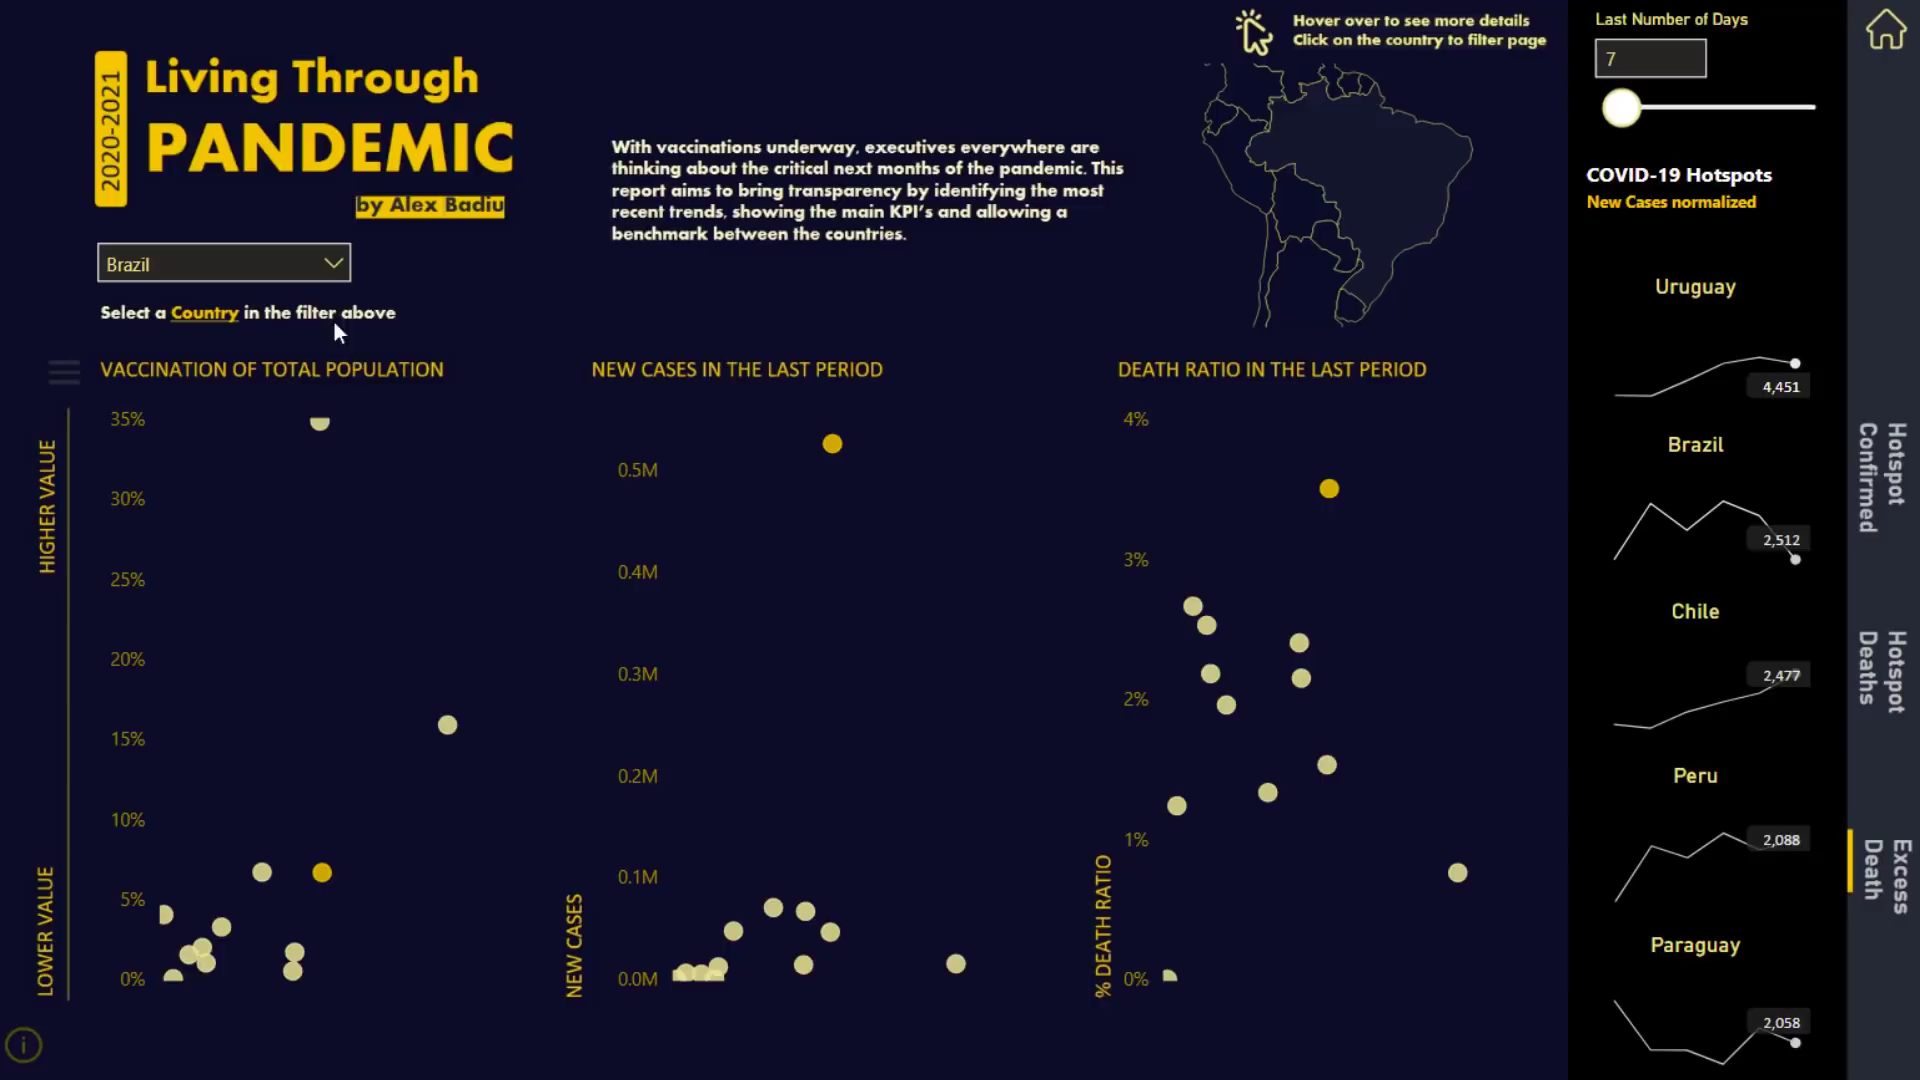 2020-2021
Living Through
PANDEMIC
by Alex Badiu
Brazil
Select a Country in the filter above
With vaccinations underway, executives everywhere are
thinking about the critical next months of the pandemic. This
report aims to bring transparency by identifying the most
recent trends, showing the main KPI's and allowing a
benchmark between the countries.
Hover over to see more details
Click on the country to filter page
VACCINATION OF TOTAL POPULATION
HIGHER VALUE
LOWER VALUE
35%
30%
25%
20%
15%
10%
5%
0%
NEW CASES IN THE LAST PERIOD
NEW CASES
0.5M
0.4M
0.3M
0.2M
0.1M
0.0M
DEATH RATIO IN THE LAST PERIOD
% DEATH RATIO
4%
3%
2%
1%
0%
Last Number of Days
7
COVID-19 Hotspots
New Cases normalized
Uruguay
4,451
Brazil
2,512
Chile
2,477
Peru
2,088
Paraguay
2,058
Hotspot
Confirmed
Hotspot
Deaths
Excess
Death
i